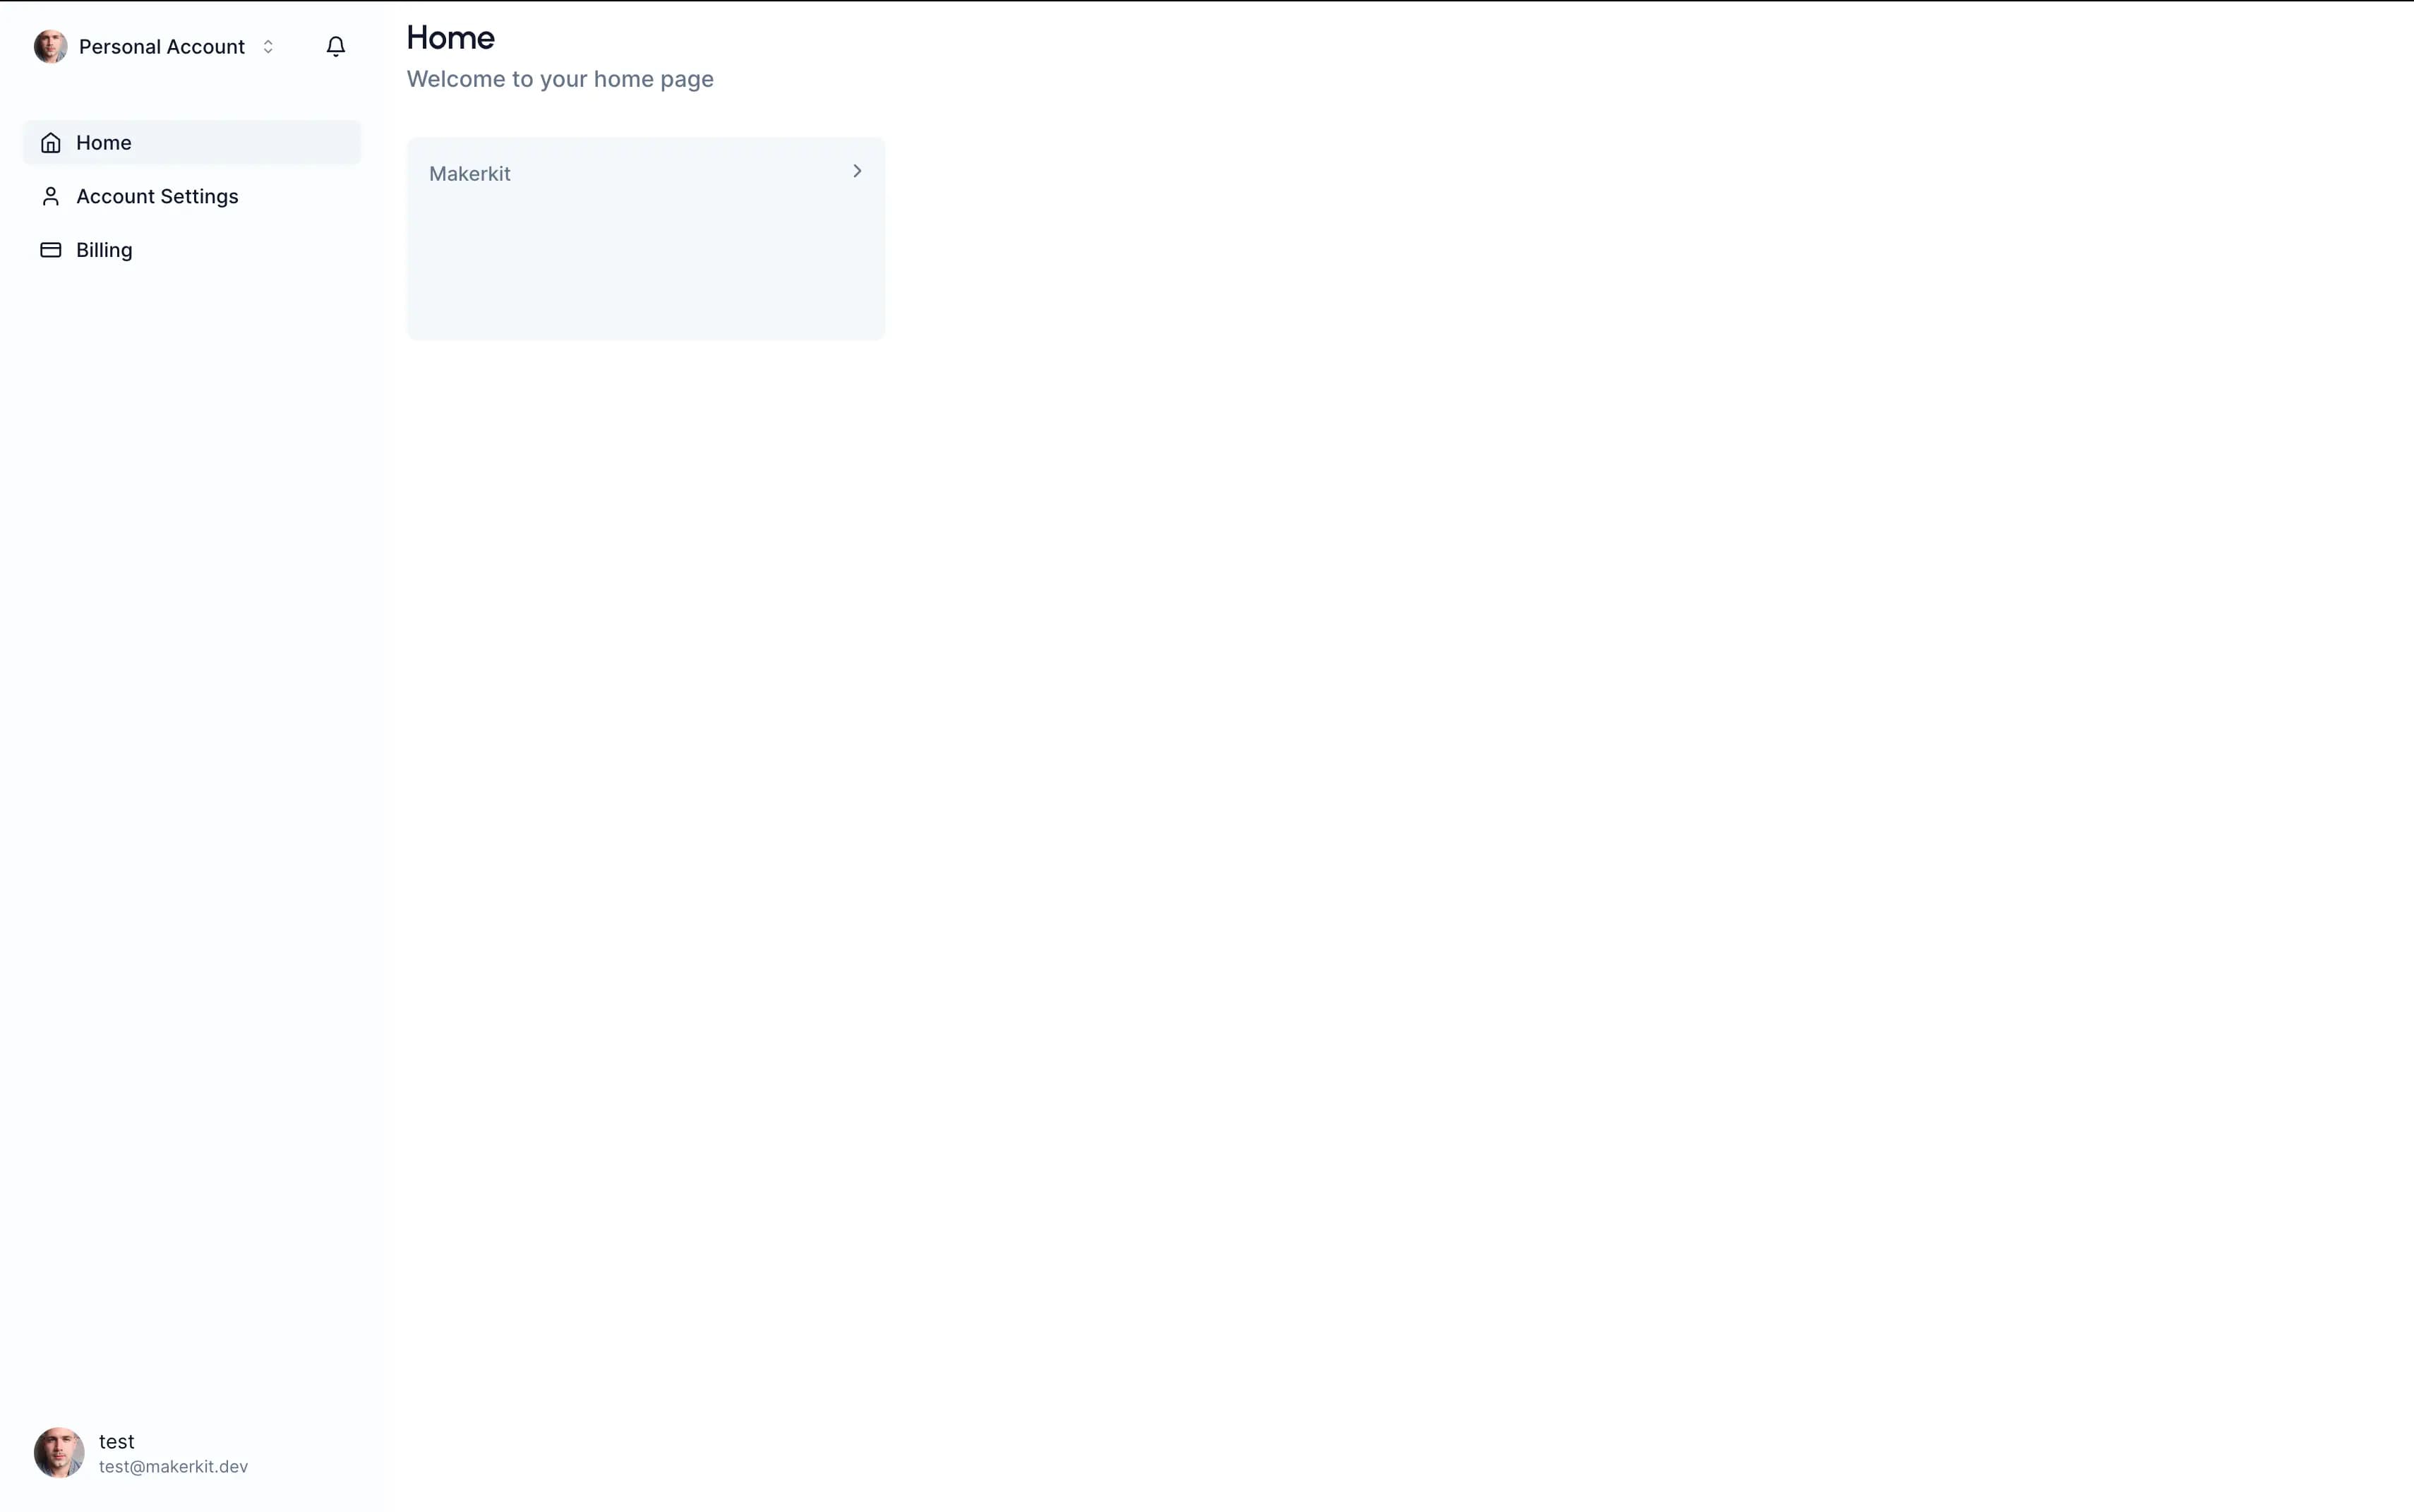 Personal Account
Home
Account Settings
Billing
test
test@makerkit.dev
Home
Welcome to your home page
Makerkit